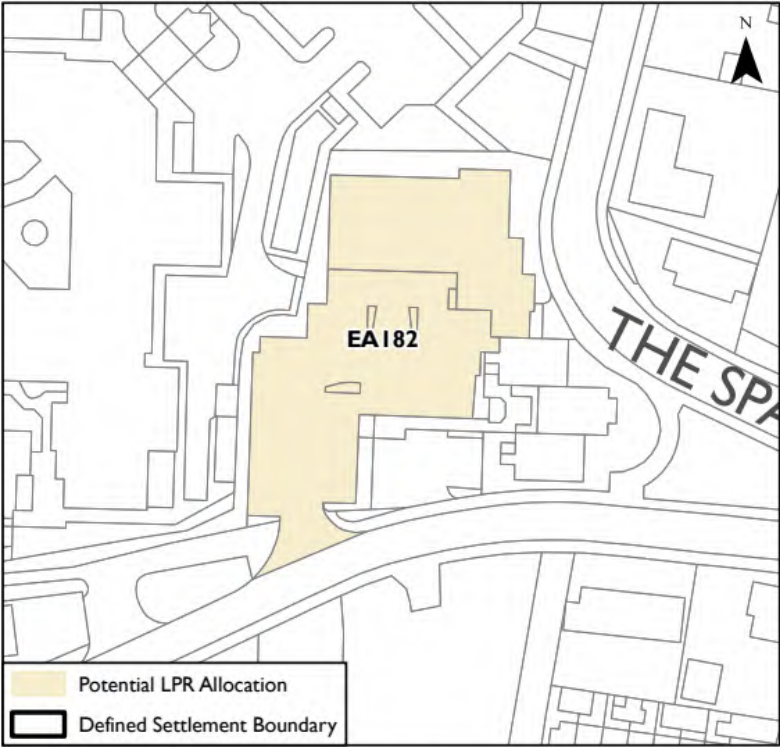 N
EA182
THE SPA
Potential LPR Allocation
Defined Settlement Boundary